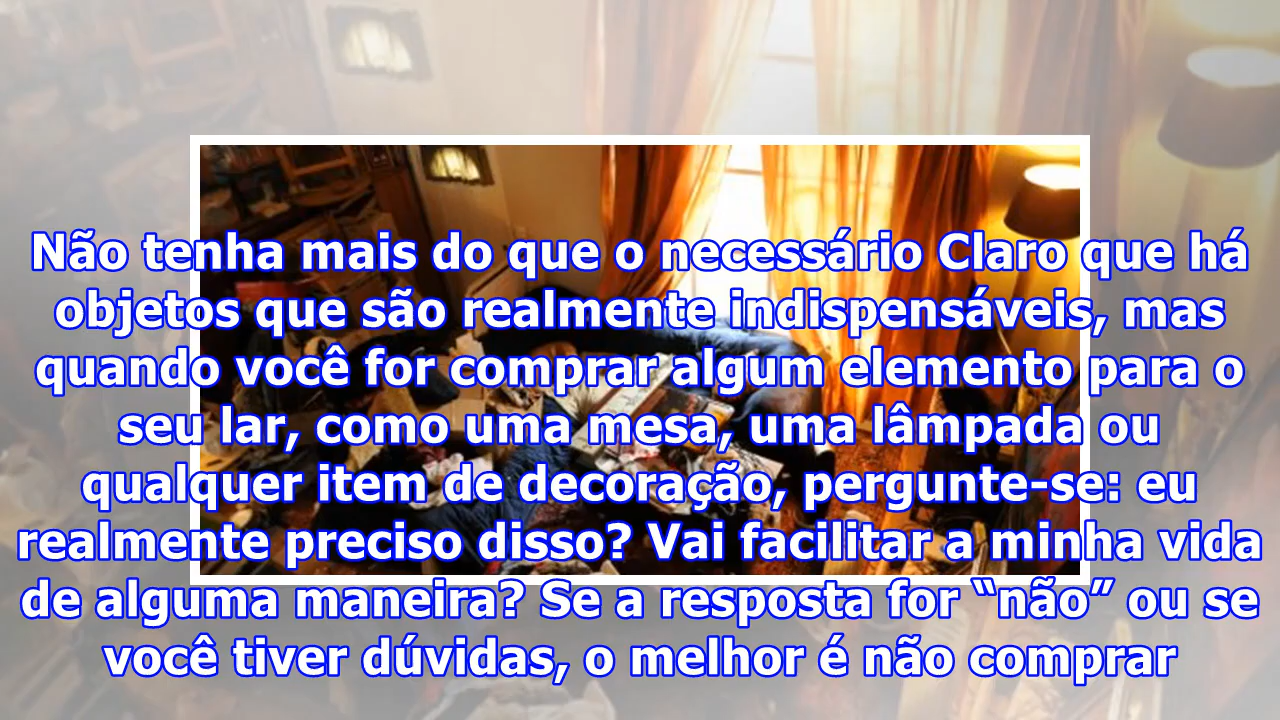 Não tenha mais do que o necessário Claro que há
objetos que são realmente indispensáveis, mas
quando você for comprar algum elemento para o
seu lar, como uma mesa, uma lâmpada ou
qualquer item de decoração, pergunte-se: eu
realmente preciso disso? Vai facilitar a minha vida
de alguma maneira? Se a resposta for “não” ou se
você tiver dúvidas, o melhor é não comprar